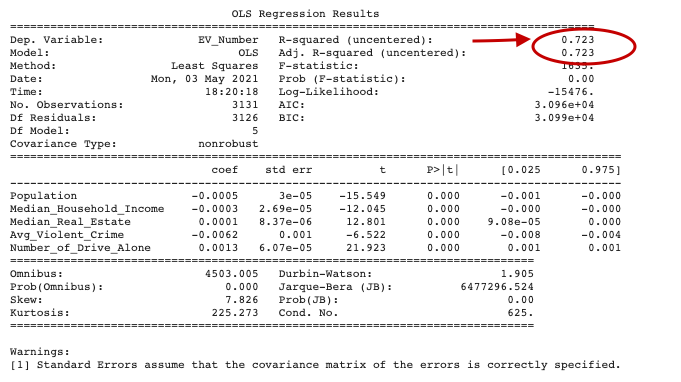 OLS Regression Results
==============================================================================
Dep. Variable: EV_Number R-squared (uncentered): 0.723
Model: OLS Adj. R-squared (uncentered): 0.723
Method: Least Squares F-statistic: 1635.
Date: Mon, 03 May 2021 Prob (F-statistic): 0.00
Time: 18:20:18 Log-Likelihood: -15476.
No. Observations: 3131 AIC: 3.096e+04
Df Residuals: 3126 BIC: 3.099e+04
Df Model: 5
Covariance Type: nonrobust
==============================================================================
coef std err t P>|t| [0.025 0.975]
------------------------------------------------------------------------------
Population -0.0005 3e-05 -15.549 0.000 -0.001 -0.000
Median_Household_Income -0.0003 2.69e-05 -12.045 0.000 -0.000 -0.000
Median_Real_Estate 0.0001 8.37e-06 12.801 0.000 9.08e-05 0.000
Avg_Violent_Crime -0.0062 0.001 -6.522 0.000 -0.008 -0.004
Number_of_Drive_Alone 0.0013 6.07e-05 21.923 0.000 0.001 0.001
==============================================================================
Omnibus: 4503.005 Durbin-Watson: 1.905
Prob(Omnibus): 0.000 Jarque-Bera (JB): 6477296.524
Skew: 7.826 Prob(JB): 0.00
Kurtosis: 225.273 Cond. No. 625.
==============================================================================
Warnings:
[1] Standard Errors assume that the covariance matrix of the errors is correctly specified.